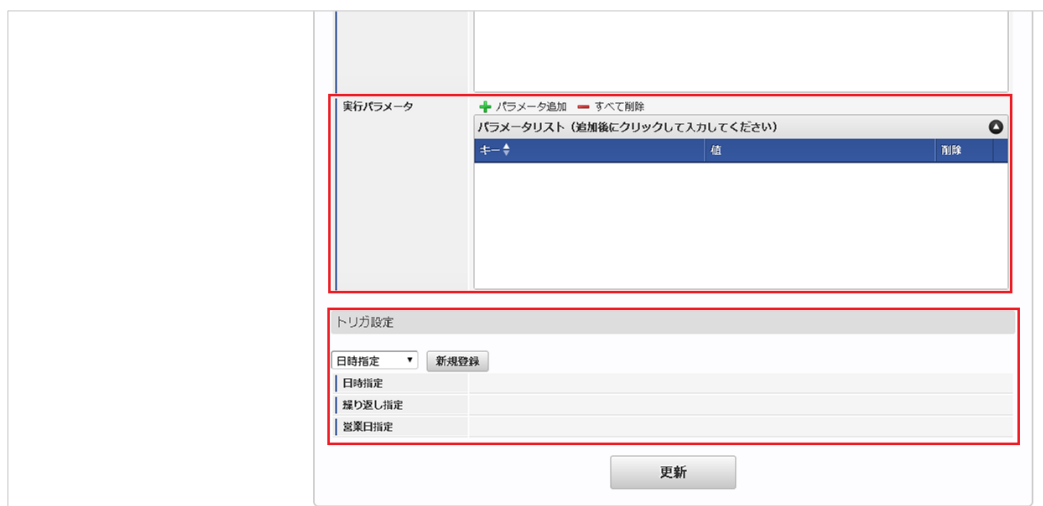 実行パラメータ
パラメータ追加 すべて削除
パラメータリスト（追加後にクリックして入力してください）
キー 値 削除
トリガ設定
日時指定 新規登録
日時指定
繰り返し指定
営業日指定
更新